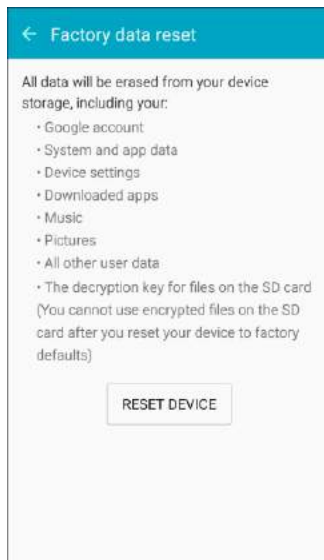 Factory data reset
All data will be erased from your device
storage, including your:
• Google account
• System and app data
• Device settings
• Downloaded apps
• Music
• Pictures
• All other user data
• The decryption key for files on the SD card
(You cannot use encrypted files on the SD
card after you reset your device to factory
defaults)
RESET DEVICE